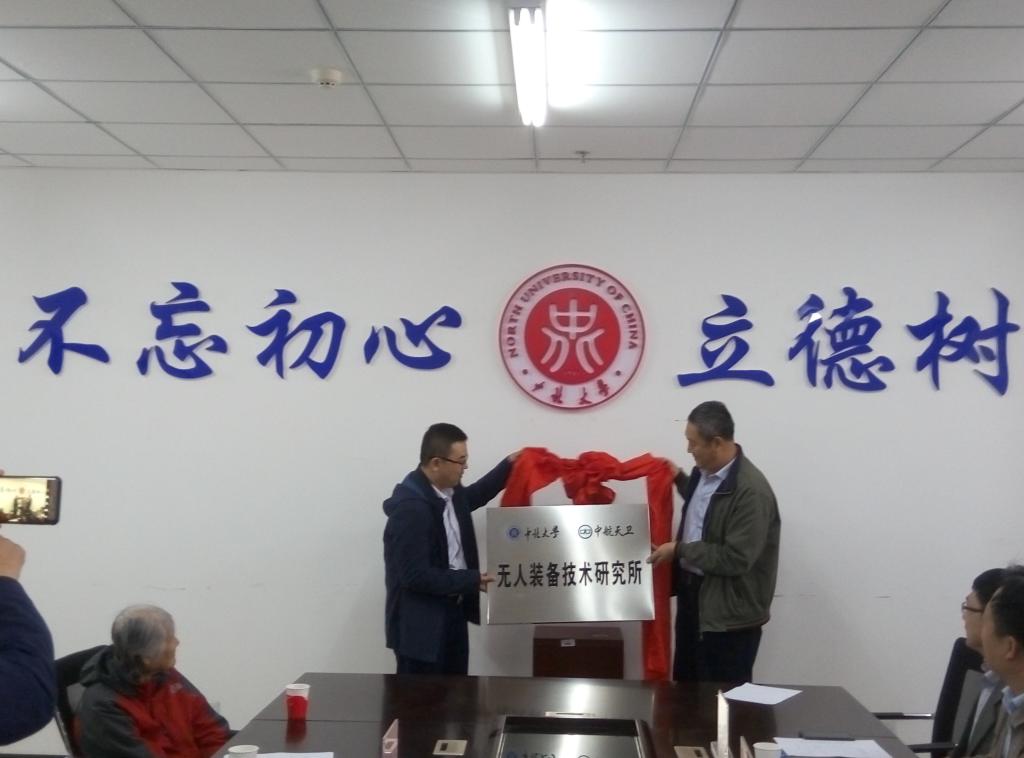 不忘初心
NORTH UNIVERSITY OF CHINA
中北大学
立德树
中北大学 中航天卫
无人装备技术研究所